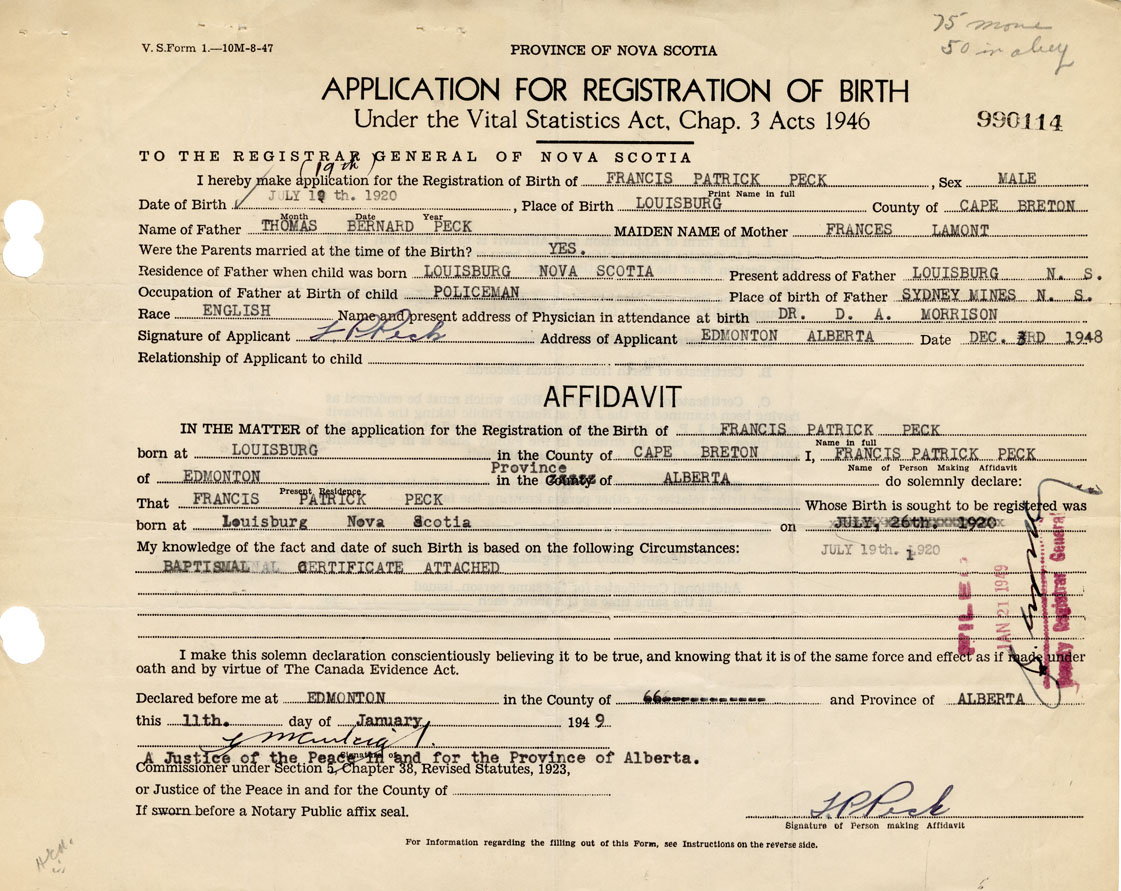 75 more
50 in
V. S.Form 1.—10M-8-47
PROVINCE OF NOVA SCOTIA
APPLICATION FOR REGISTRATION OF BIRTH
Under the Vital Statistics Act, Chap. 3 Acts 1946
990114
TO THE REGISTRAR GENERAL OF NOVA SCOTIA
(19th)
I hereby make application for the Registration of Birth of FRANCIS PATRICK PECK , Sex MALE
Print Name in full
Date of Birth JULY 19 th. 1920 , Place of Birth LOUISBURG County of CAPE BRETON
Month Date Year
Name of Father THOMAS BERNARD PECK MAIDEN NAME of Mother FRANCES LAMONT
Were the Parents married at the time of the Birth? YES.
Residence of Father when child was born LOUISBURG NOVA SCOTIA Present address of Father LOUISBURG N. S.
Occupation of Father at Birth of child POLICEMAN Place of birth of Father SYDNEY MINES N. S.
Race ENGLISH Name and present address of Physician in attendance at birth DR. D. A. MORRISON
Signature of Applicant F P Peck Address of Applicant EDMONTON ALBERTA Date DEC. 3RD 1948
Relationship of Applicant to child
AFFIDAVIT
IN THE MATTER of the application for the Registration of the Birth of FRANCIS PATRICK PECK
Name in full
born at LOUISBURG in the County of CAPE BRETON I, FRANCIS PATRICK PECK
Name of Person Making Affidavit
Province
of EDMONTON in the County of ALBERTA do solemnly declare:
Present Residence
That FRANCIS PATRICK PECK Whose Birth is sought to be registered was
born at Louisburg Nova Scotia on JULY, 26th. 1920
My knowledge of the fact and date of such Birth is based on the following Circumstances:
JULY 19th. 1920
BAPTISMAL CERTIFICATE ATTACHED
FILED
JAN 21 1949
Deputy Registrar General
I make this solemn declaration conscientiously believing it to be true, and knowing that it is of the same force and effect as if made under
oath and by virtue of The Canada Evidence Act.
Declared before me at EDMONTON in the County of and Province of ALBERTA
this 11th. day of January 1949
A Justice of the Peace in and for the Province of Alberta.
Signature of
Commissioner under Section 5, Chapter 38, Revised Statutes, 1923,
or Justice of the Peace in and for the County of
If sworn before a Notary Public affix seal.
F P Peck
Signature of Person making Affidavit
For Information regarding the filling out of this Form, see Instructions on the reverse side.